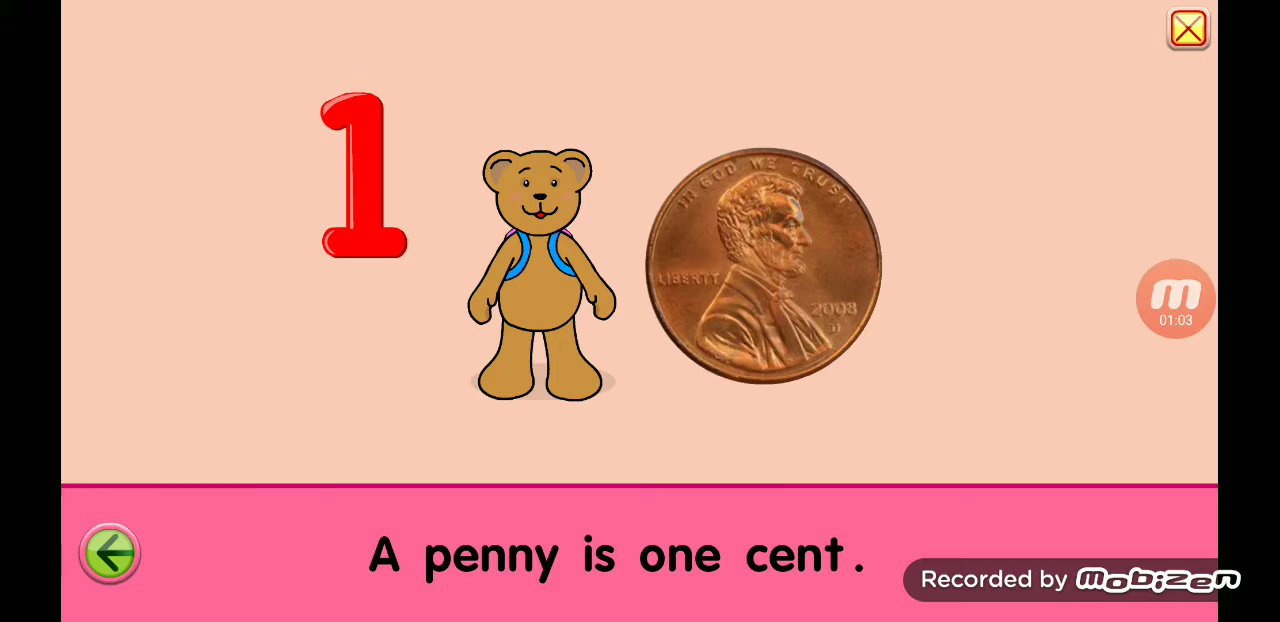 1
IN GOD WE TRUST
LIBERTY
2008
D
m
01:03
A penny is one cent.
Recorded by mobizen